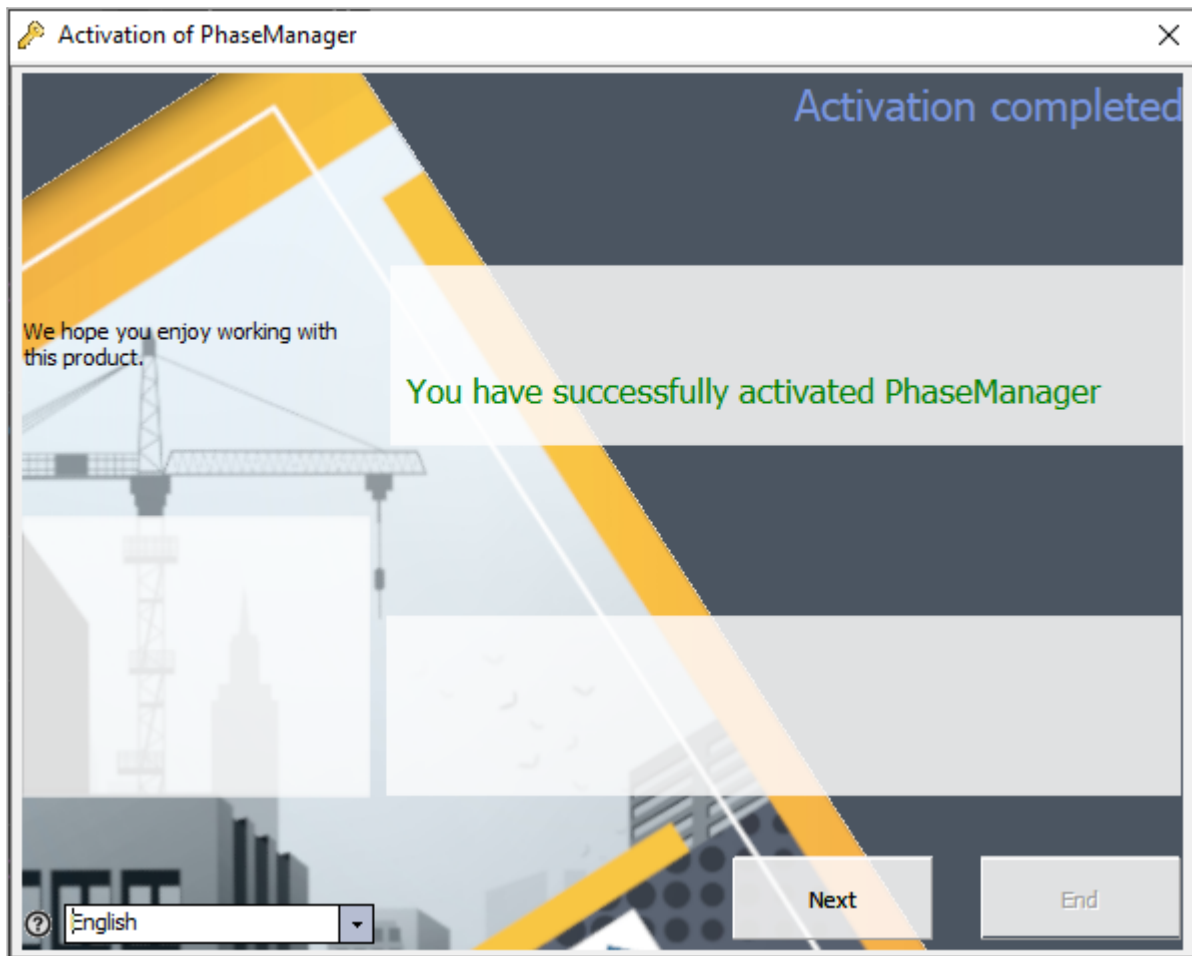 Activation of PhaseManager
Activation completed
We hope you enjoy working with
this product.
You have successfully activated PhaseManager
Next
End
English